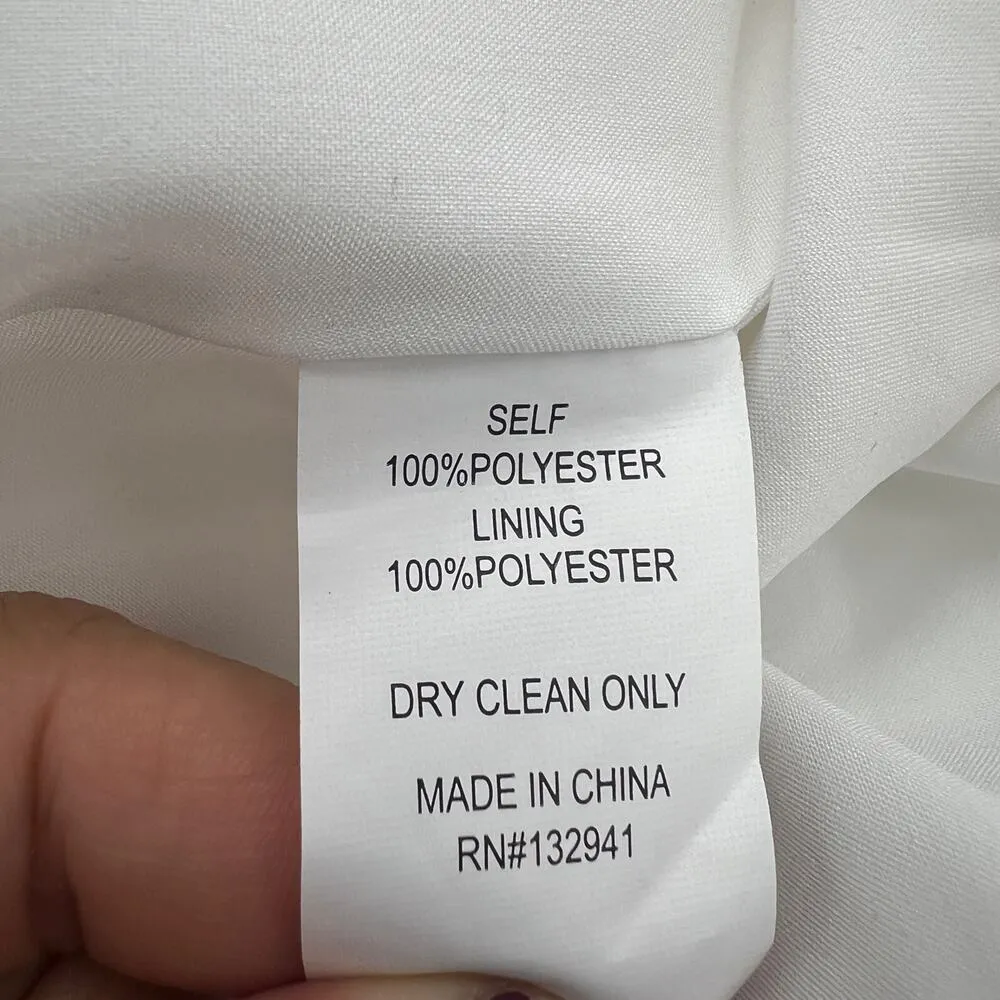 SELF
100%POLYESTER
LINING
100%POLYESTER
DRY CLEAN ONLY
MADE IN CHINA
RN#132941